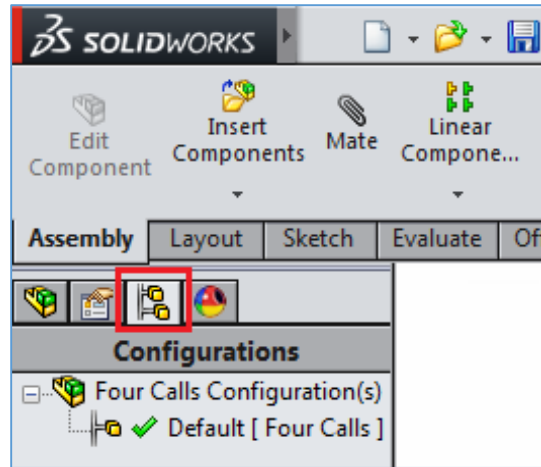 SOLIDWORKS
Edit Component
Insert Components
Mate
Linear Compone...
Assembly Layout Sketch Evaluate Of
Configurations
Four Calls Configuration(s)
Default [ Four Calls ]